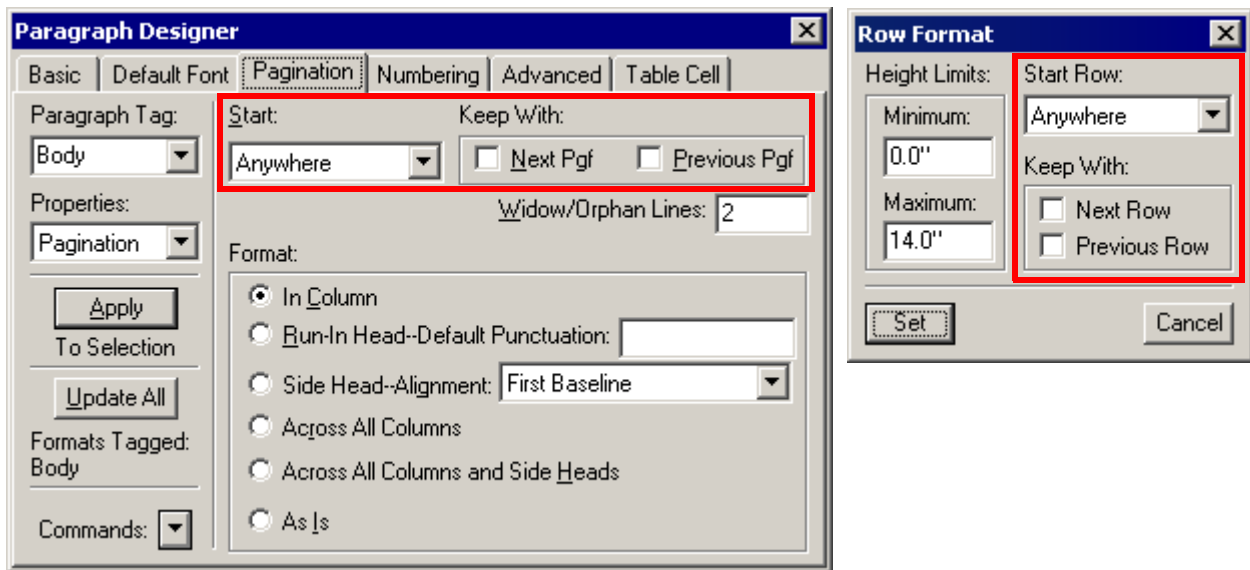 Paragraph Designer
Basic Default Font Pagination Numbering Advanced Table Cell
Paragraph Tag:
Body
Properties:
Pagination
Apply
To Selection
Update All
Formats Tagged:
Body
Commands:
Start:
Anywhere
Keep With:
Next Pgf Previous Pgf
Widow/Orphan Lines: 2
Format:
In Column
Run-In Head--Default Punctuation:
Side Head--Alignment: First Baseline
Across All Columns
Across All Columns and Side Heads
As Is
Row Format
Height Limits:
Minimum:
0.0"
Maximum:
14.0"
Start Row:
Anywhere
Keep With:
Next Row
Previous Row
Set Cancel